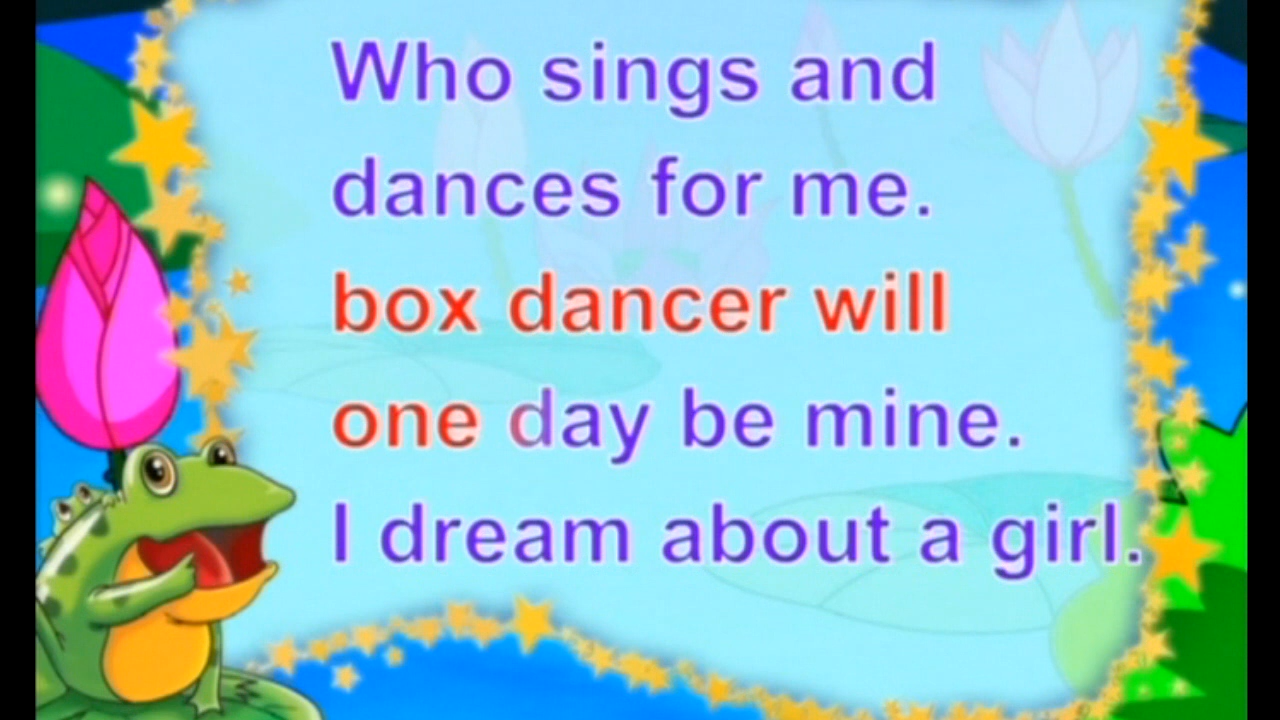 Who sings and
dances for me.
box dancer will
one day be mine.
I dream about a girl.